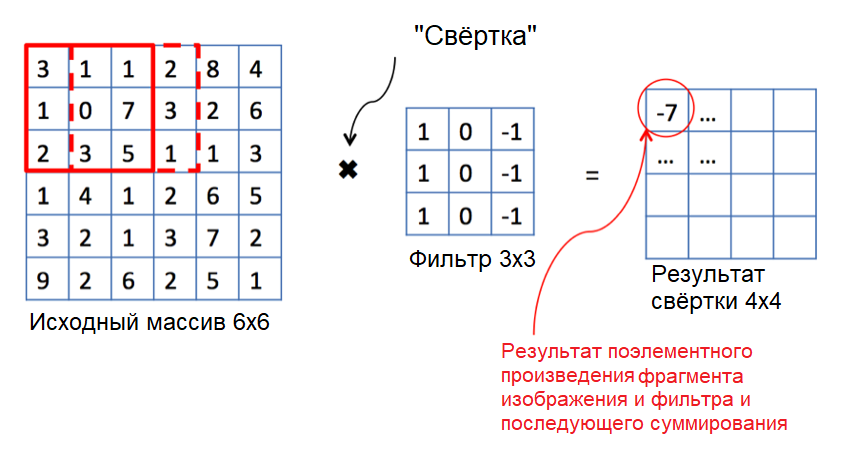 "Свёртка"
3 1 1 2 8 4
1 0 7 3 2 6
2 3 5 1 1 3
1 4 1 2 6 5
3 2 1 3 7 2
9 2 6 2 5 1
Исходный массив 6x6
✖
1 0 -1
1 0 -1
1 0 -1
Фильтр 3x3
=
-7 ...
... ...
Результат
свёртки 4x4
Результат поэлементного
произведения фрагмента
изображения и фильтра и
последующего суммирования